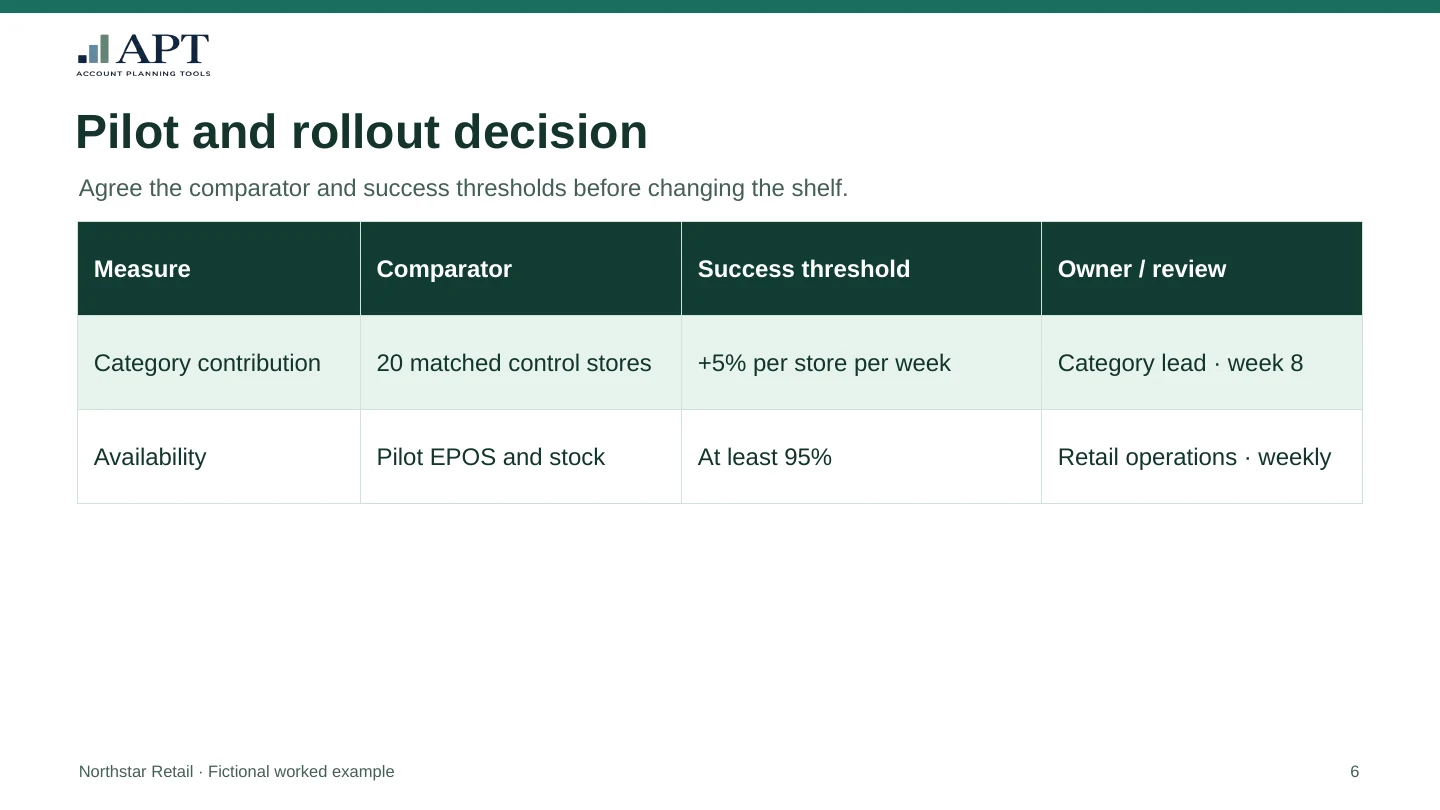 APT
ACCOUNT PLANNING TOOLS
Pilot and rollout decision
Agree the comparator and success thresholds before changing the shelf.
Measure Comparator Success threshold Owner / review
Category contribution 20 matched control stores +5% per store per week Category lead · week 8
Availability Pilot EPOS and stock At least 95% Retail operations · weekly
Northstar Retail · Fictional worked example 6